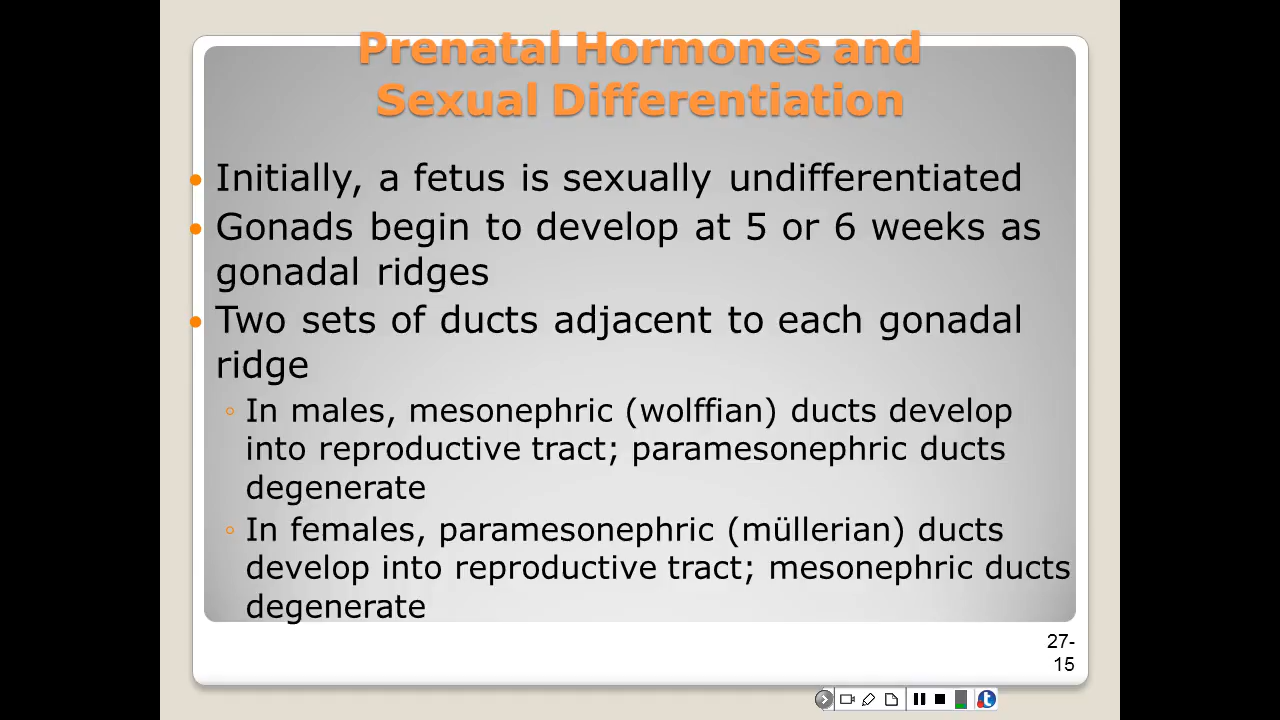 Prenatal Hormones and
Sexual Differentiation
• Initially, a fetus is sexually undifferentiated
• Gonads begin to develop at 5 or 6 weeks as
gonadal ridges
• Two sets of ducts adjacent to each gonadal
ridge
◦ In males, mesonephric (wolffian) ducts develop
into reproductive tract; paramesonephric ducts
degenerate
◦ In females, paramesonephric (müllerian) ducts
develop into reproductive tract; mesonephric ducts
degenerate
27-
15
t